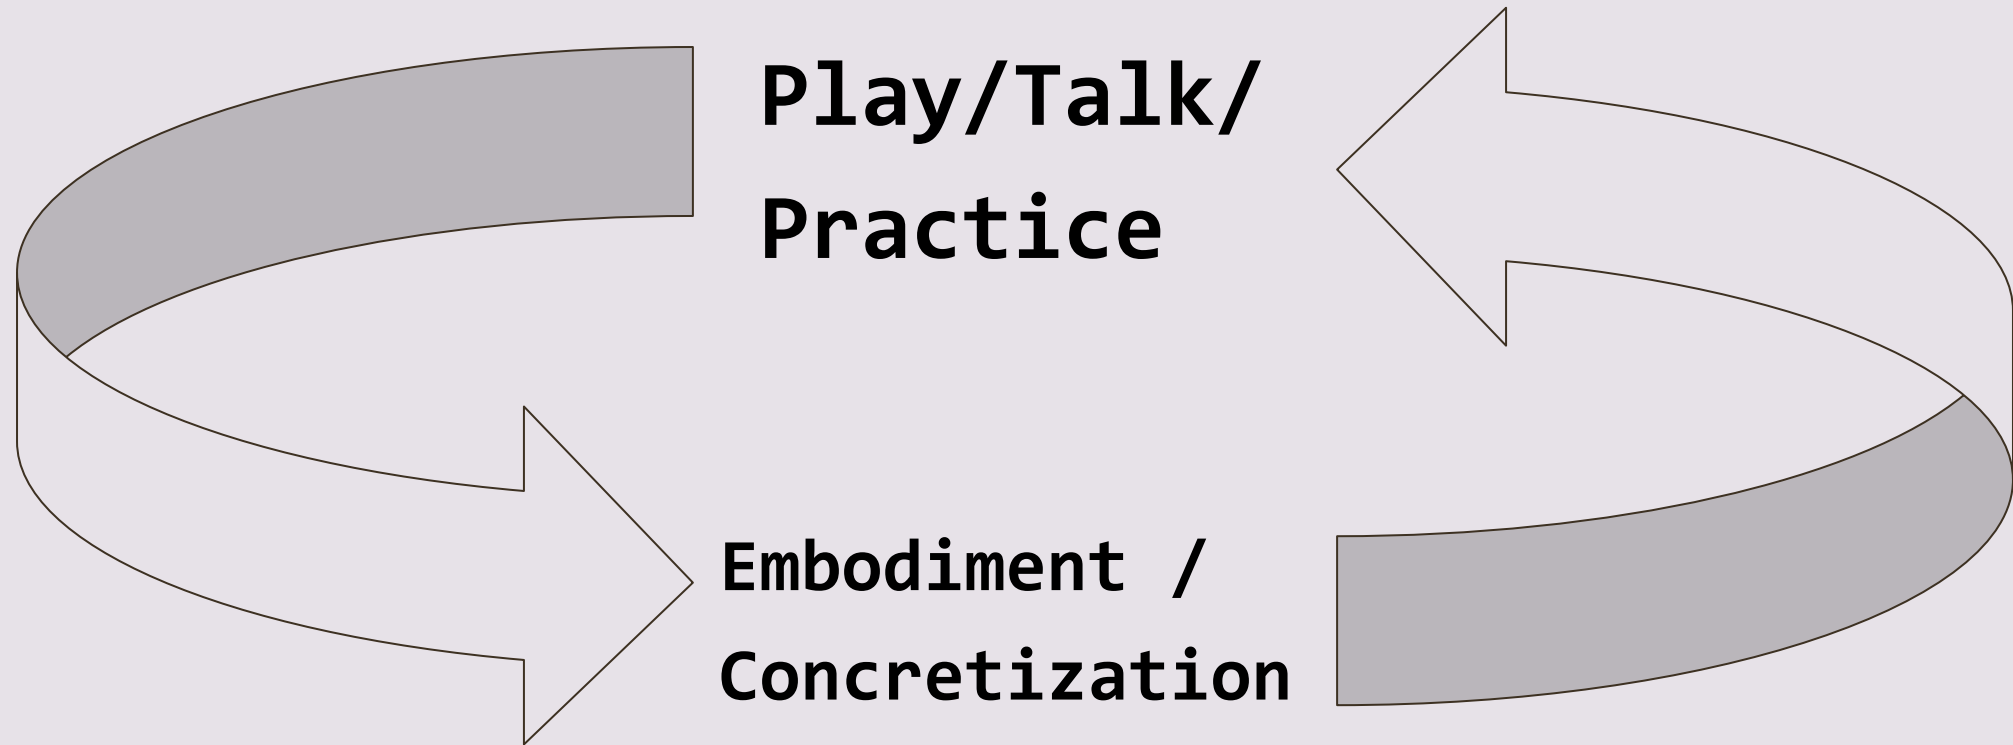 Play/Talk/
Practice
Embodiment /
Concretization